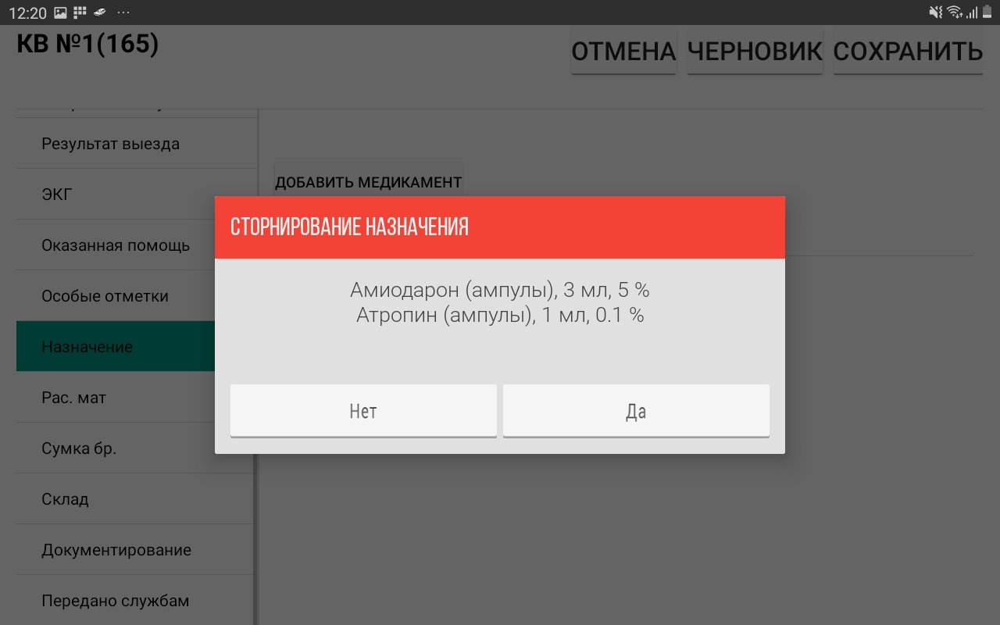 12:20
КВ №1(165)
ОТМЕНА ЧЕРНОВИК СОХРАНИТЬ
Результат выезда
ЭКГ
Оказанная помощь
Особые отметки
Назначение
Рас. мат
Сумка бр.
Склад
Документирование
Передано службам
ДОБАВИТЬ МЕДИКАМЕНТ
СТОРНИРОВАНИЕ НАЗНАЧЕНИЯ
Амиодарон (ампулы), 3 мл, 5 %
Атропин (ампулы), 1 мл, 0.1 %
Нет Да